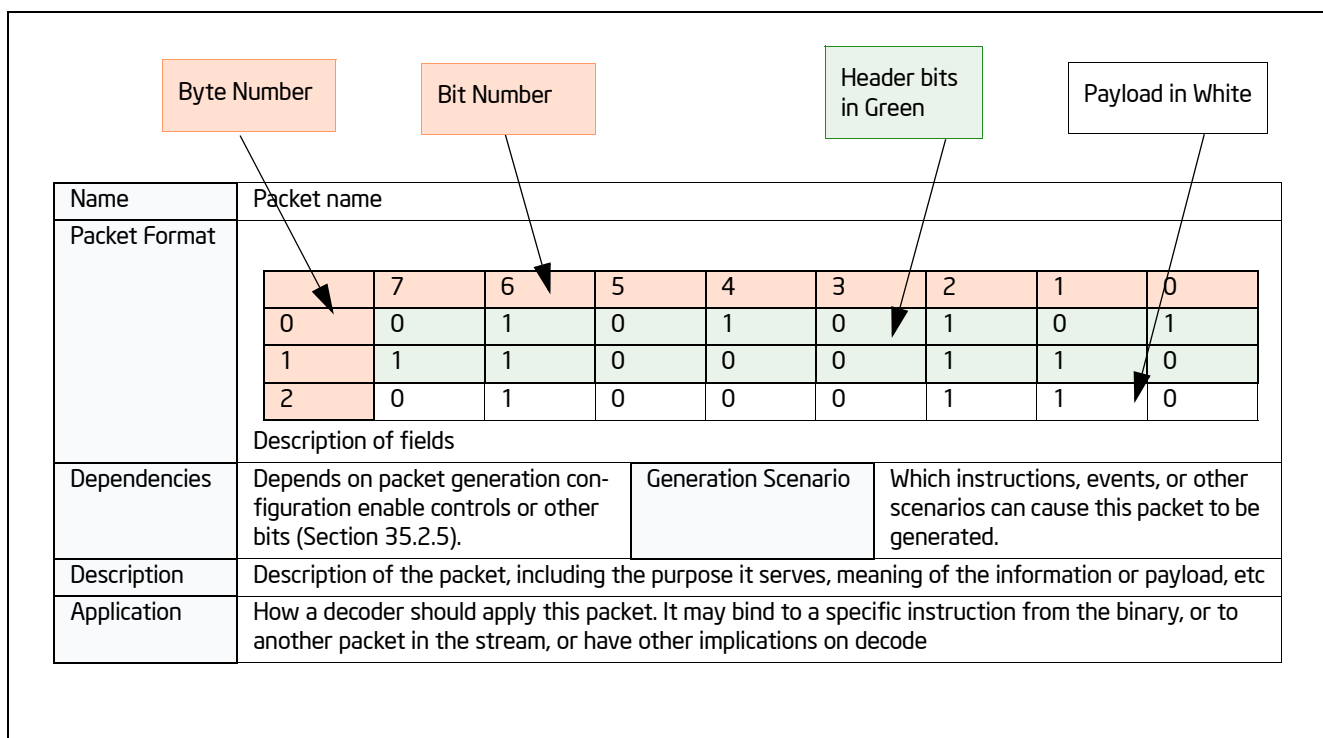 Byte Number
Bit Number
Header bits
in Green
Payload in White
Name
Packet name
Packet Format
7 6 5 4 3 2 1 0
0 0 1 0 1 0 1 0 1
1 1 1 0 0 0 1 1 0
2 0 1 0 0 0 1 1 0
Description of fields
Dependencies
Depends on packet generation con-
figuration enable controls or other
bits (Section 35.2.5).
Generation Scenario
Which instructions, events, or other
scenarios can cause this packet to be
generated.
Description
Description of the packet, including the purpose it serves, meaning of the information or payload, etc
Application
How a decoder should apply this packet. It may bind to a specific instruction from the binary, or to
another packet in the stream, or have other implications on decode